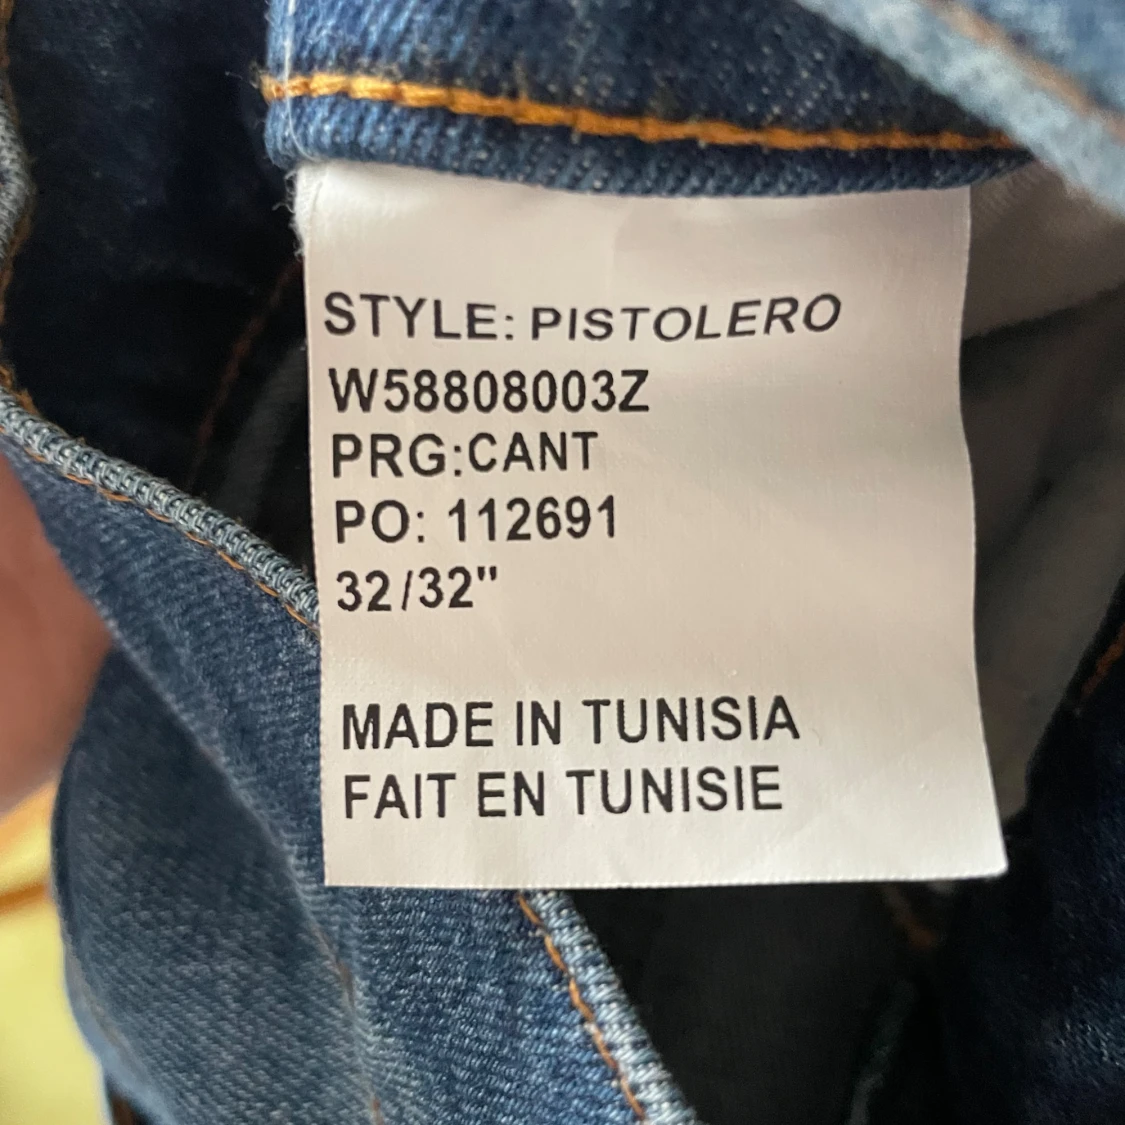 STYLE: PISTOLERO
W58808003Z
PRG:CANT
PO: 112691
32/32"
MADE IN TUNISIA
FAIT EN TUNISIE